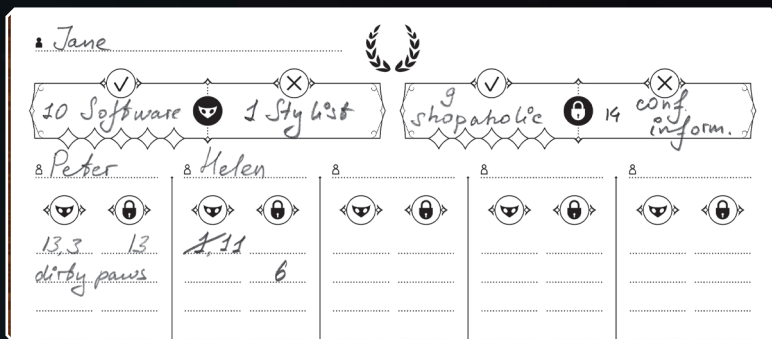 Jane
10 Software 1 Stylist
9 shopaholic 14 conf. inform.
Peter Helen
13,3 13 1,11
dirty paws 6